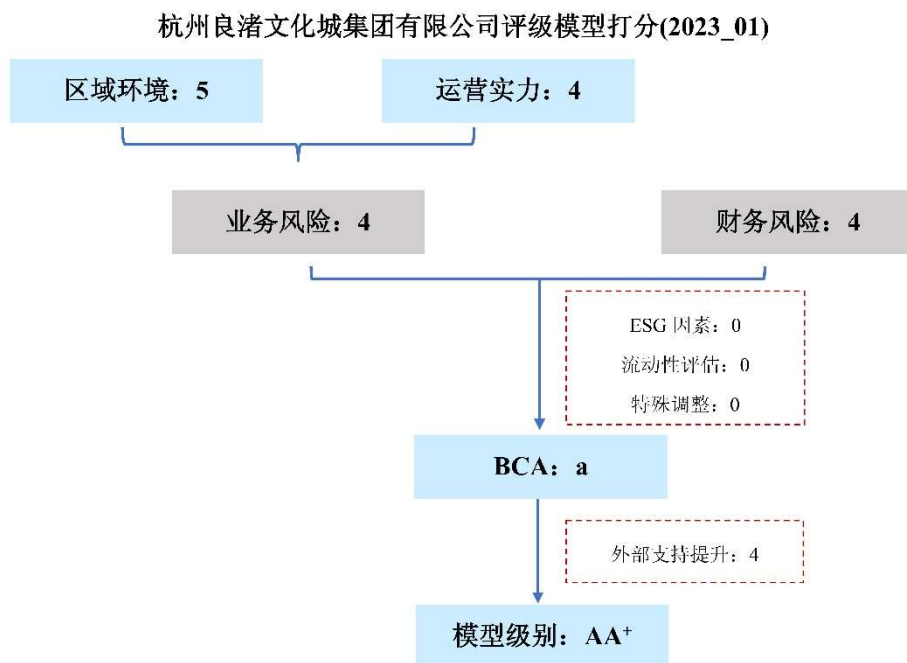 杭州良渚文化城集团有限公司评级模型打分(2023_01)
区域环境：5
运营实力：4
业务风险：4
财务风险：4
ESG 因素：0
流动性评估：0
特殊调整：0
BCA：a
外部支持提升：4
模型级别：AA⁺